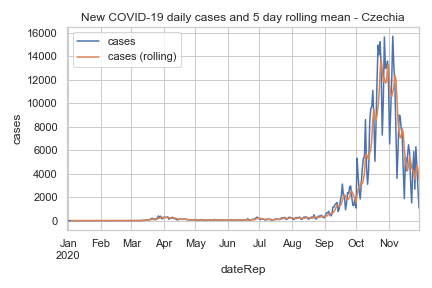 New COVID-19 daily cases and 5 day rolling mean - Czechia
cases
cases (rolling)
16000
14000
12000
10000
8000
6000
4000
2000
0
cases
Jan Feb Mar Apr May Jun Jul Aug Sep Oct Nov
2020
dateRep